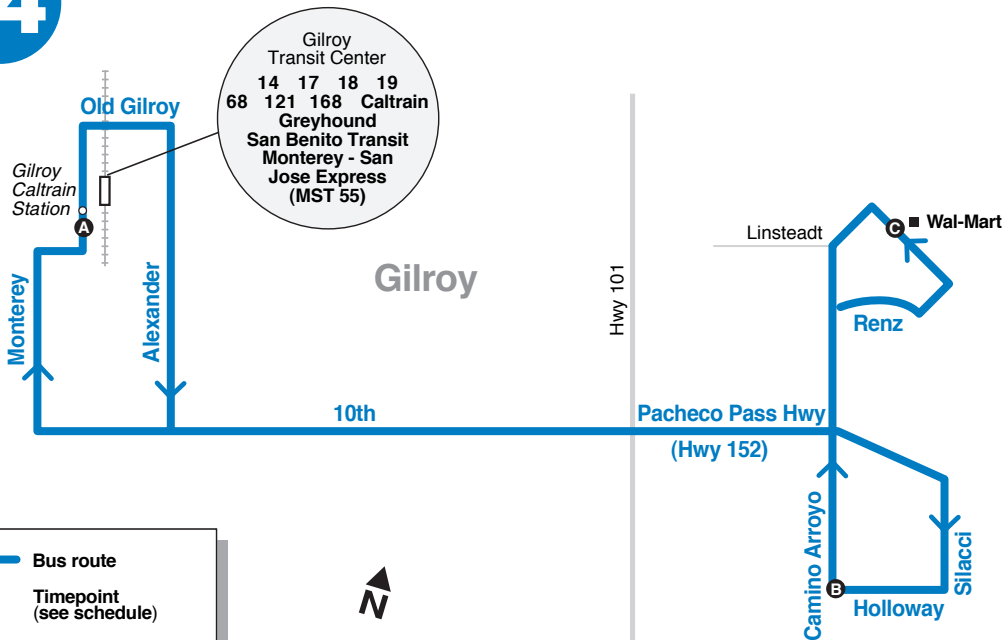 4
Gilroy
Transit Center
14 17 18 19
68 121 168 Caltrain
Greyhound
San Benito Transit
Monterey - San
Jose Express
(MST 55)
Old Gilroy
Gilroy
Caltrain
Station
A
Monterey
Alexander
Gilroy
Hwy 101
Linsteadt
C
Wal-Mart
Renz
10th
Pacheco Pass Hwy
(Hwy 152)
Camino Arroyo
Silacci
B
Holloway
Bus route
Timepoint
(see schedule)
N